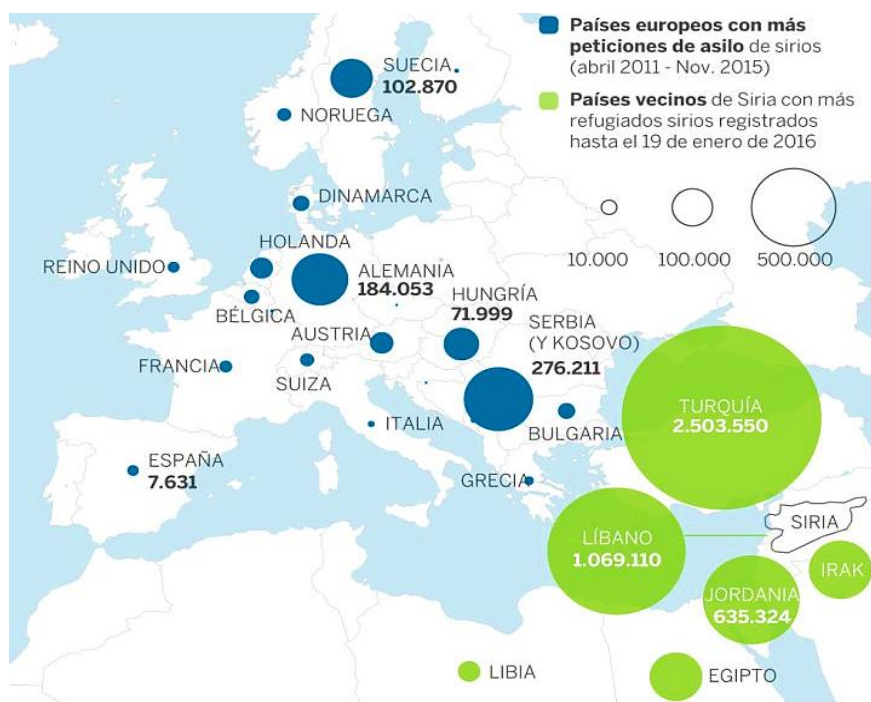 Países europeos con más
peticiones de asilo de sirios
(abril 2011 - Nov. 2015)
Países vecinos de Siria con más
refugiados sirios registrados
hasta el 19 de enero de 2016
10.000
100.000
500.000
SUECIA
102.870
NORUEGA
DINAMARCA
HOLANDA
REINO UNIDO
ALEMANIA
184.053
BÉLGICA
HUNGRÍA
71.999
AUSTRIA
SERBIA
(Y KOSOVO)
276.211
FRANCIA
SUIZA
ITALIA
BULGARIA
ESPAÑA
7.631
GRECIA
TURQUÍA
2.503.550
SIRIA
LÍBANO
1.069.110
IRAK
JORDANIA
635.324
LIBIA
EGIPTO